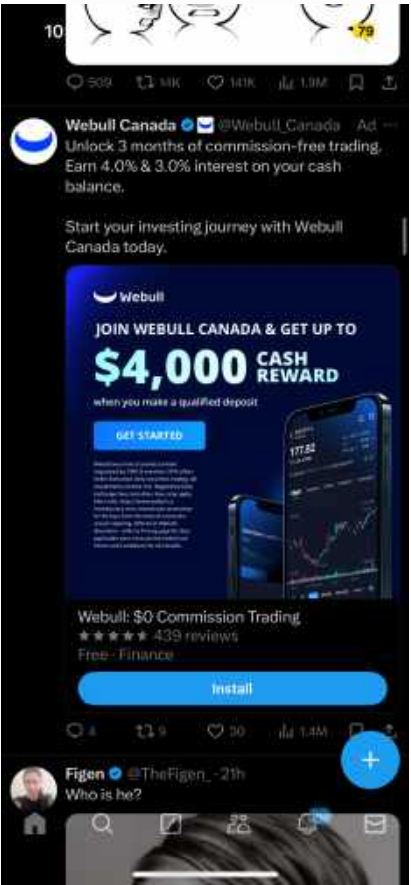 10
79
509 14K 141K 1.9M
Webull Canada @Webull_Canada Ad
Unlock 3 months of commission-free trading.
Earn 4.0% & 3.0% interest on your cash
balance.
Start your investing journey with Webull
Canada today.
Webull
JOIN WEBULL CANADA & GET UP TO
$4,000 CASH
REWARD
when you make a qualified deposit
GET STARTED
177.82
Webull: $0 Commission Trading
439 reviews
Free · Finance
Install
4 9 30 1.4M
+
Figen @TheFigen_ · 21h
Who is he?